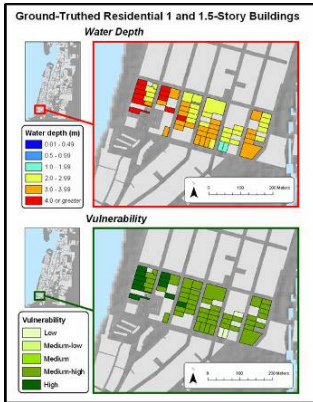 Ground-Truthed Residential 1 and 1.5-Story Buildings
Water Depth
Water depth (m)
0.01 - 0.49
0.5 - 0.99
1.0 - 1.99
2.0 - 2.99
3.0 - 3.99
4.0 or greater
0 100 200 Meters
Vulnerability
Vulnerability
Low
Medium-low
Medium
Medium-high
High
0 100 200 Meters